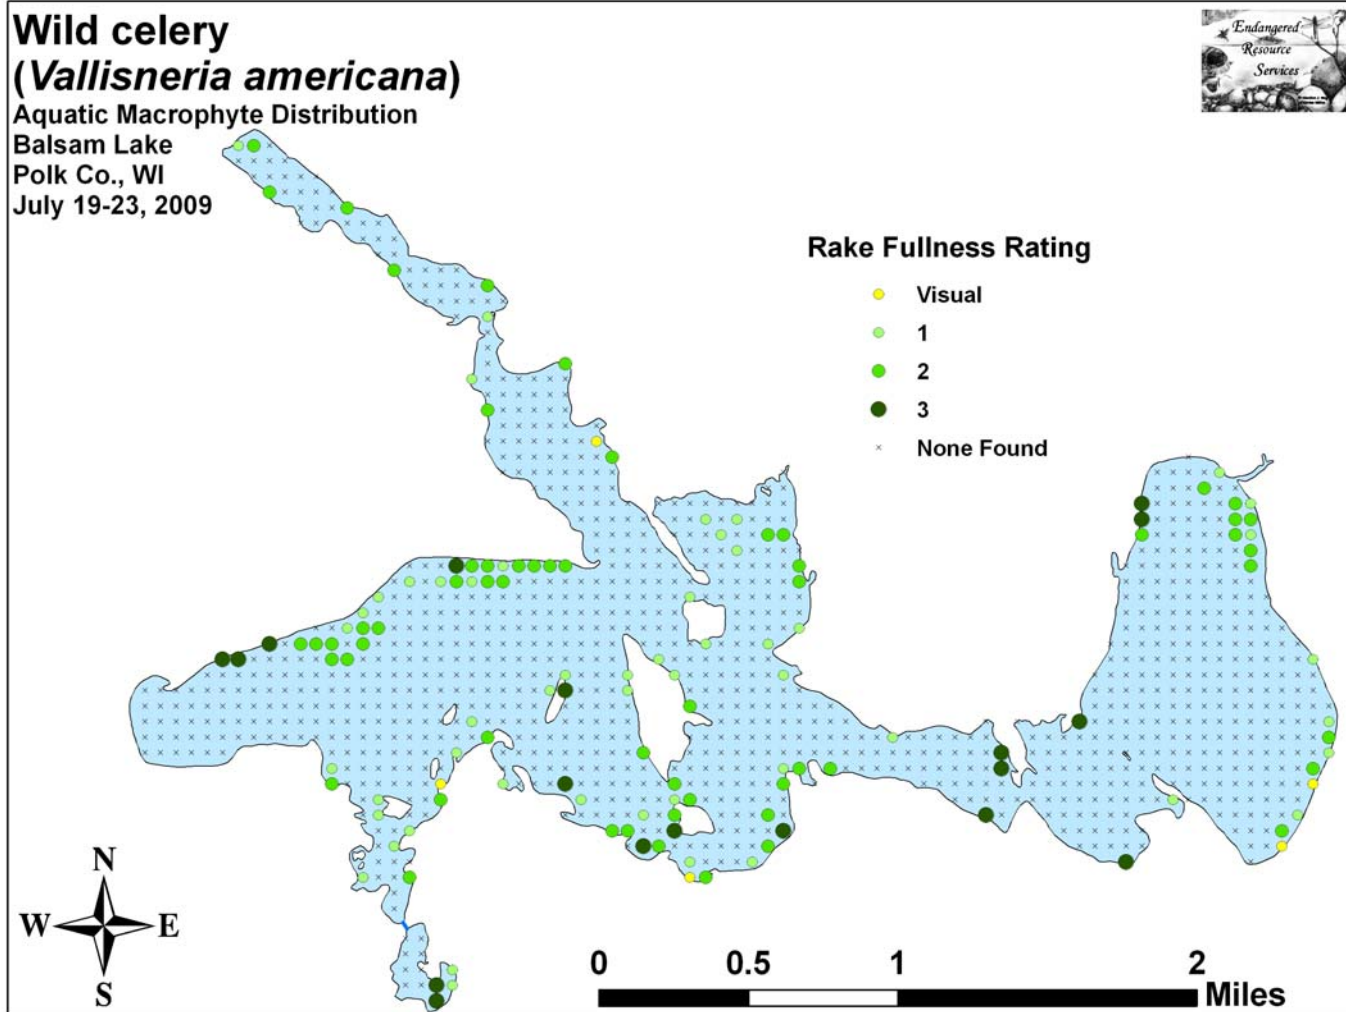 Wild celery
(Vallisneria americana)
Aquatic Macrophyte Distribution
Balsam Lake
Polk Co., WI
July 19-23, 2009
Endangered
Resource
Services
Rake Fullness Rating
Visual
1
2
3
None Found
N
W E
S
0 0.5 1 2
Miles